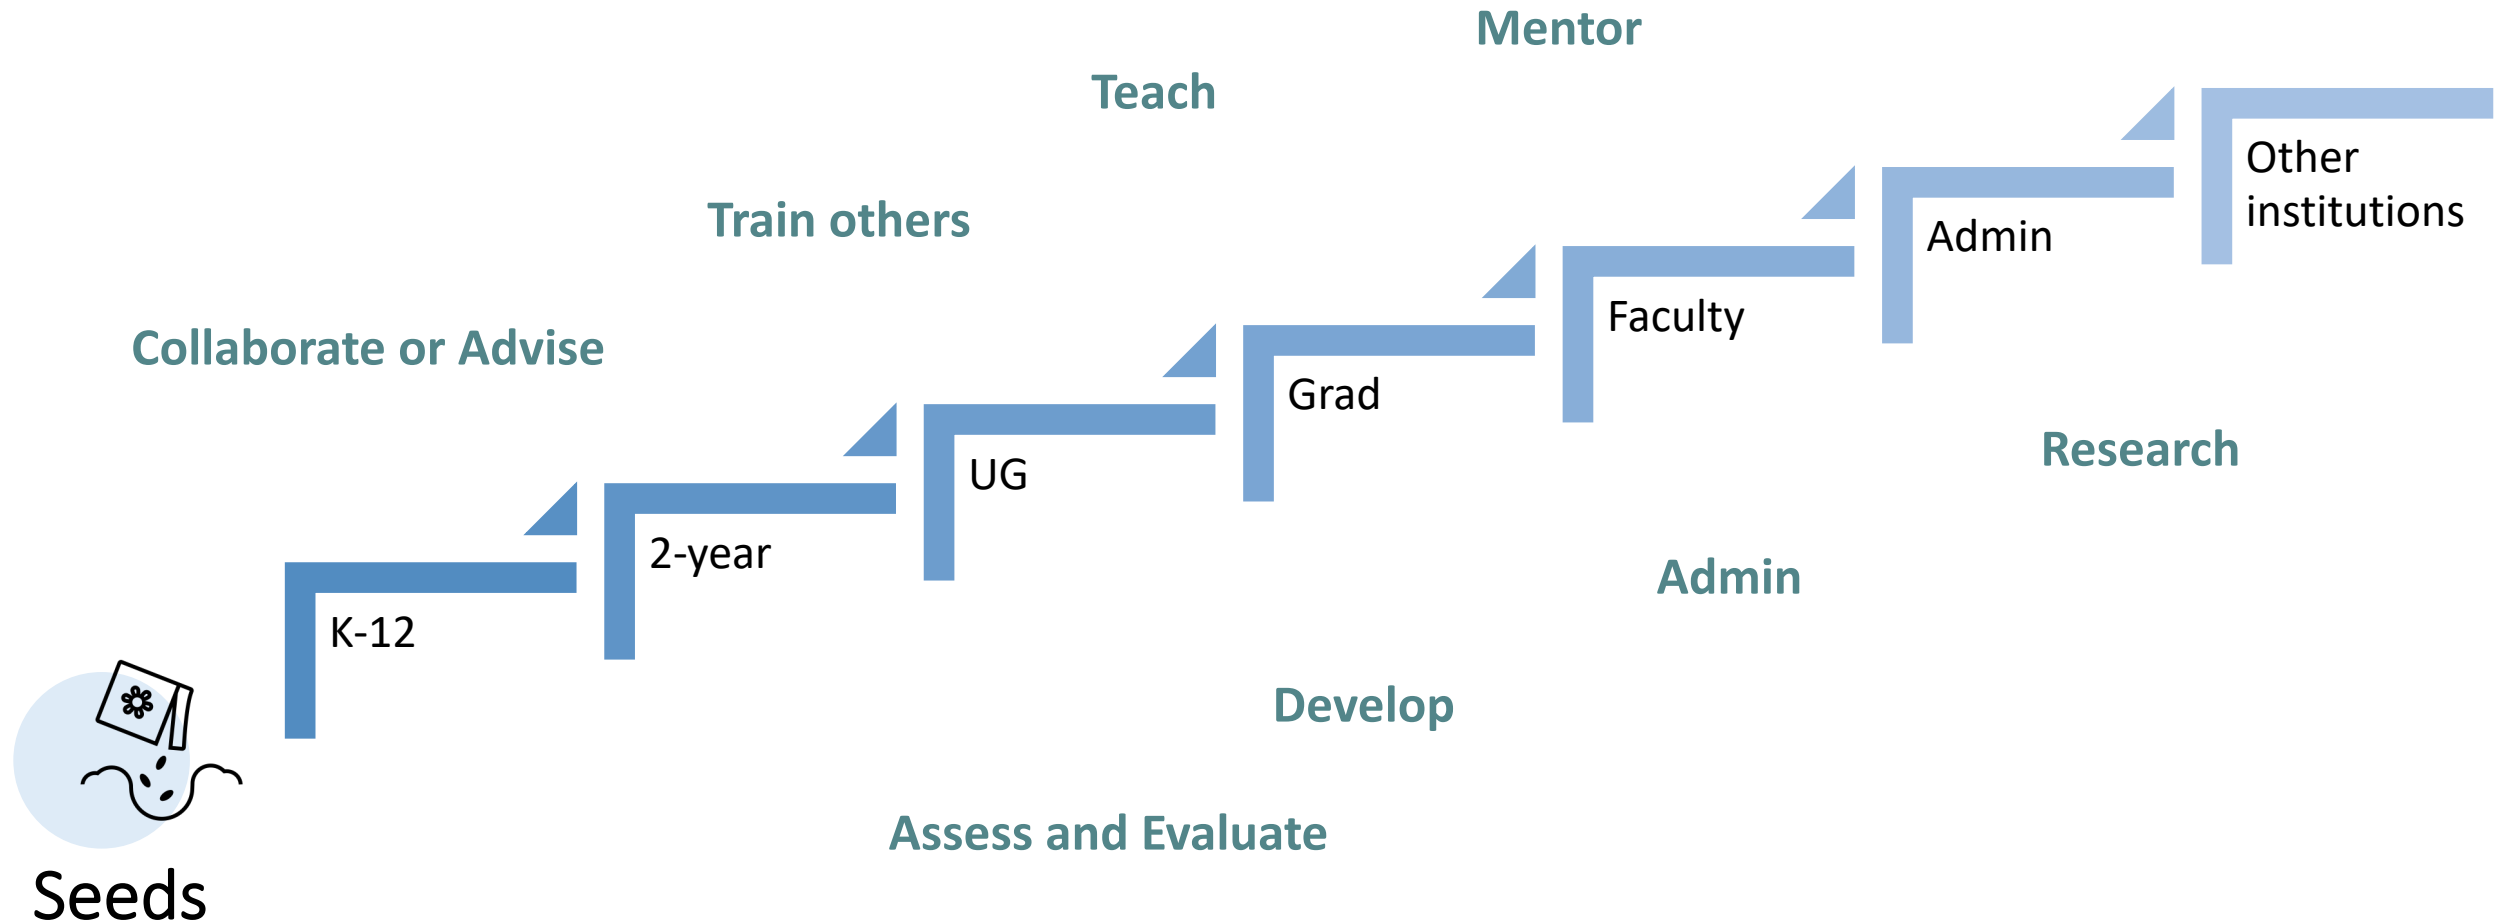 Mentor
Teach
Other
institutions
Train others
Admin
Faculty
Collaborate or Advise
Grad
Research
UG
2-year
Admin
K-12
Develop
Assess and Evaluate
Seeds